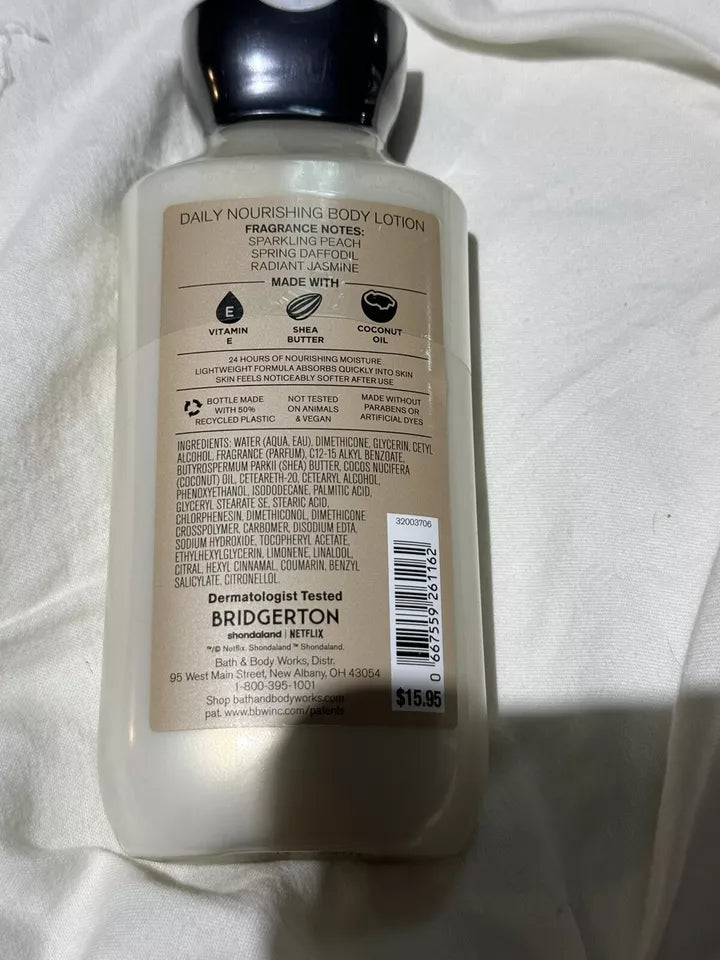 DAILY NOURISHING BODY LOTION
FRAGRANCE NOTES:
SPARKLING PEACH
SPRING DAFFODIL
RADIANT JASMINE
MADE WITH
E
VITAMIN E
SHEA BUTTER
COCONUT OIL
24 HOURS OF NOURISHING MOISTURE
LIGHTWEIGHT FORMULA ABSORBS QUICKLY INTO SKIN
SKIN FEELS NOTICEABLY SOFTER AFTER USE
BOTTLE MADE
WITH 50%
RECYCLED PLASTIC
NOT TESTED
ON ANIMALS
& VEGAN
MADE WITHOUT
PARABENS OR
ARTIFICIAL DYES
INGREDIENTS: WATER (AQUA, EAU), DIMETHICONE, GLYCERIN, CETYL
ALCOHOL, FRAGRANCE (PARFUM), C12-15 ALKYL BENZOATE,
BUTYROSPERMUM PARKII (SHEA) BUTTER, COCOS NUCIFERA
(COCONUT) OIL, CETEARETH-20, CETEARYL ALCOHOL,
PHENOXYETHANOL, ISODODECANE, PALMITIC ACID,
GLYCERYL STEARATE SE, STEARIC ACID,
CHLORPHENESIN, DIMETHICONOL, DIMETHICONE
CROSSPOLYMER, CARBOMER, DISODIUM EDTA,
SODIUM HYDROXIDE, TOCOPHERYL ACETATE,
ETHYLHEXYLGLYCERIN, LIMONENE, LINALOOL,
CITRAL, HEXYL CINNAMAL, COUMARIN, BENZYL
SALICYLATE, CITRONELLOL.
Dermatologist Tested
BRIDGERTON
shondaland | NETFLIX
™/© Netflix. Shondaland ™ Shondaland.
Bath & Body Works, Distr.
95 West Main Street, New Albany, OH 43054
1-800-395-1001
Shop bathandbodyworks.com
pat. www.bbwinc.com/patents
32003706
0 667559 261162
$15.95